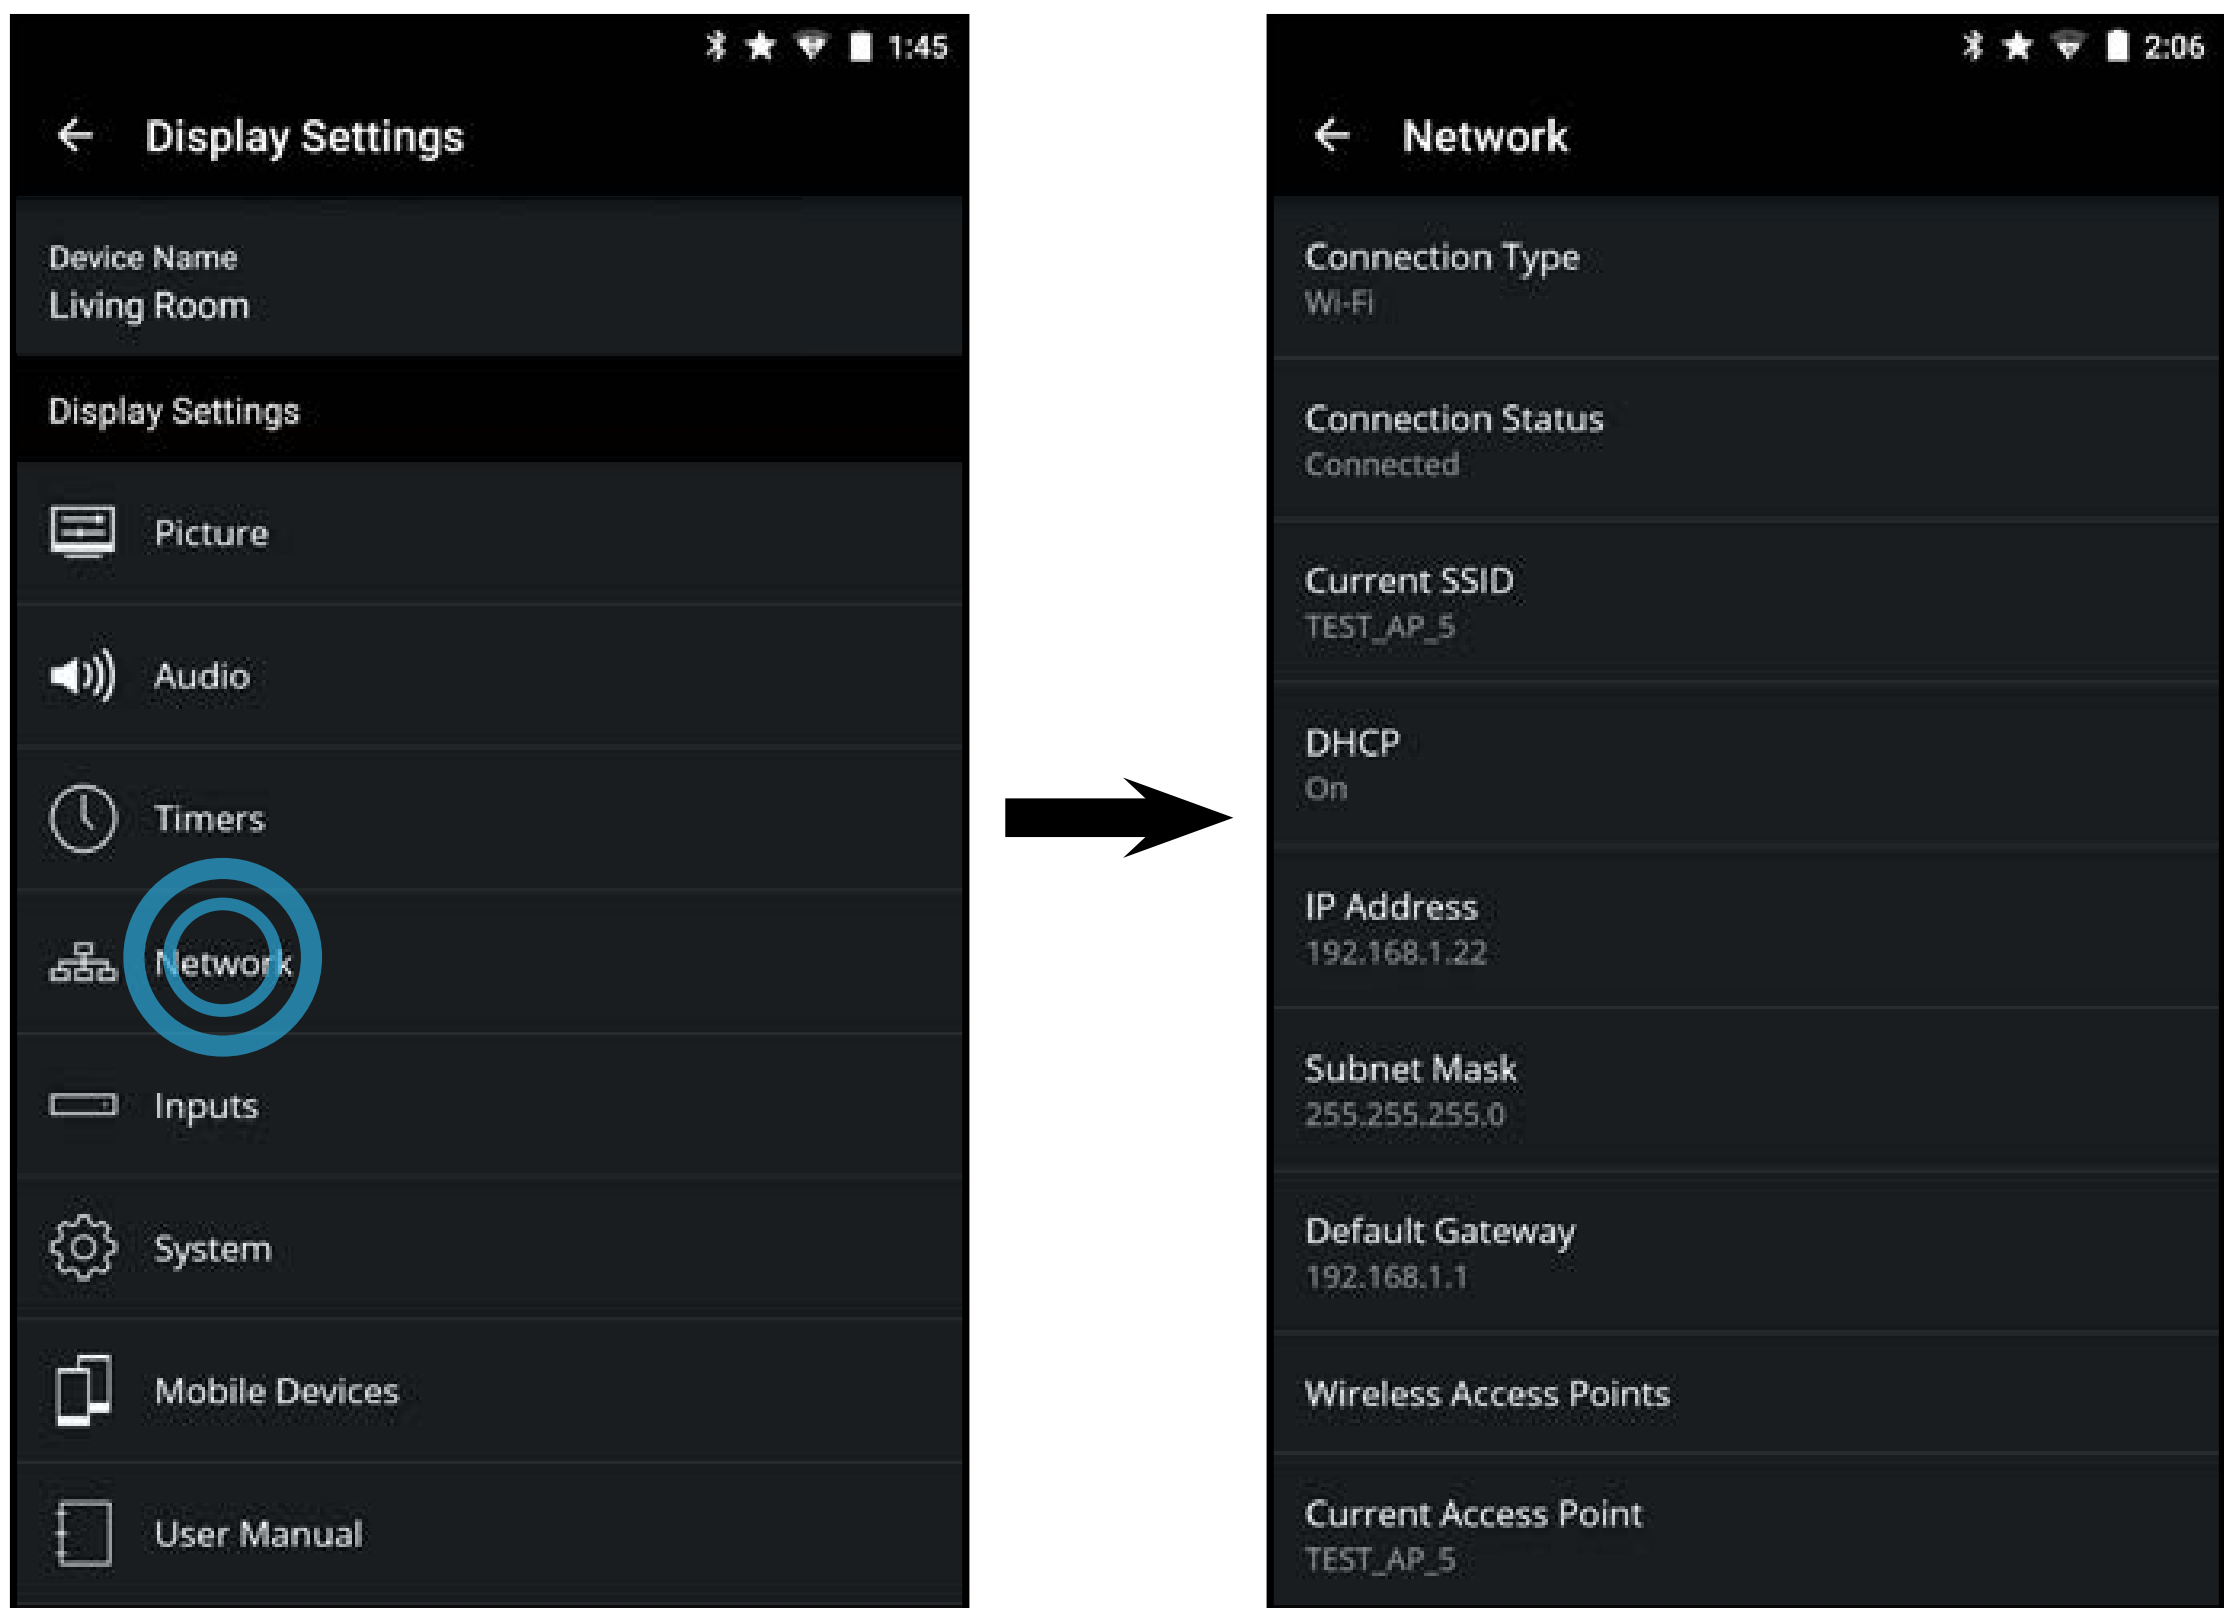 1:45
Display Settings
Device Name
Living Room
Display Settings
Picture
Audio
Timers
Network
Inputs
System
Mobile Devices
User Manual
2:06
Network
Connection Type
Wi-Fi
Connection Status
Connected
Current SSID
TEST_AP_5
DHCP
On
IP Address
192.168.1.22
Subnet Mask
255.255.255.0
Default Gateway
192.168.1.1
Wireless Access Points
Current Access Point
TEST_AP_5